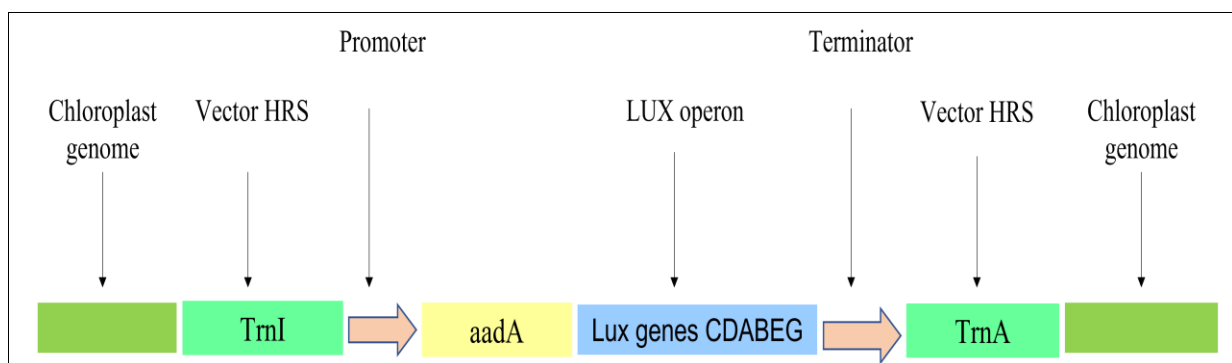 Promoter
Terminator
Chloroplast
genome
Vector HRS
LUX operon
Vector HRS
Chloroplast
genome
TrnI
aadA
Lux genes CDABEG
TrnA